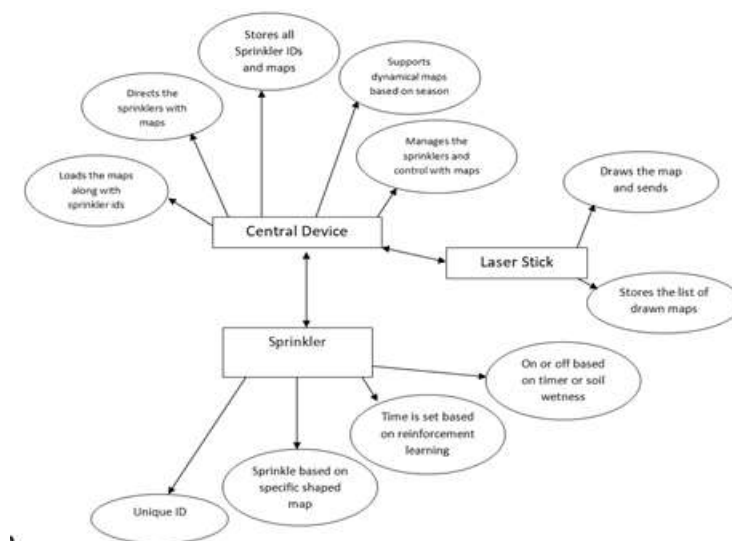 Stores all
Sprinkler IDs
and maps
Supports
dynamical maps
based on season
Directs the
sprinklers with
maps
Manages the
sprinklers and
control with maps
Loads the maps
along with
sprinkler ids
Draws the map
and sends
Central Device
Laser Stick
Stores the list of
drawn maps
Sprinkler
On or off based
on timer or soil
wetness
Time is set based
on reinforcement
learning
Sprinkle based on
specific shaped
map
Unique ID